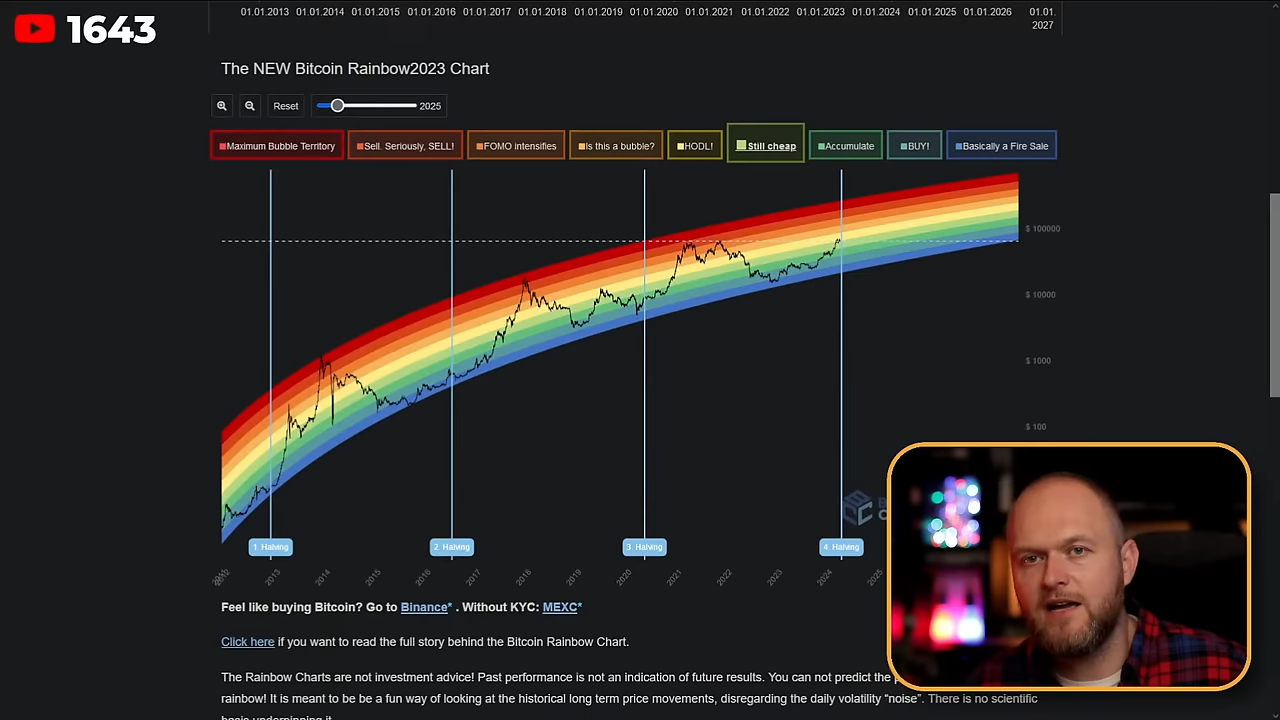 01.01.2013 01.01.2014 01.01.2015 01.01.2016 01.01.2017 01.01.2018 01.01.2019 01.01.2020 01.01.2021 01.01.2022 01.01.2023 01.01.2024 01.01.2025 01.01.2026 01.01.
2027
1643
The NEW Bitcoin Rainbow2023 Chart
Reset 2025
Maximum Bubble Territory Sell. Seriously, SELL! FOMO intensifies Is this a bubble? HODL! Still cheap Accumulate BUY! Basically a Fire Sale
$ 100000
$ 10000
$ 1000
$ 100
1. Halving 2. Halving 3. Halving 4. Halving
2012 2013 2014 2015 2016 2017 2018 2019 2020 2021 2022 2023 2024 2025
Feel like buying Bitcoin? Go to Binance* . Without KYC: MEXC*
Click here if you want to read the full story behind the Bitcoin Rainbow Chart.
The Rainbow Charts are not investment advice! Past performance is not an indication of future results. You can not predict the
rainbow! It is meant to be be a fun way of looking at the historical long term price movements, disregarding the daily volatility “noise”. There is no scientific
basis underpinning it